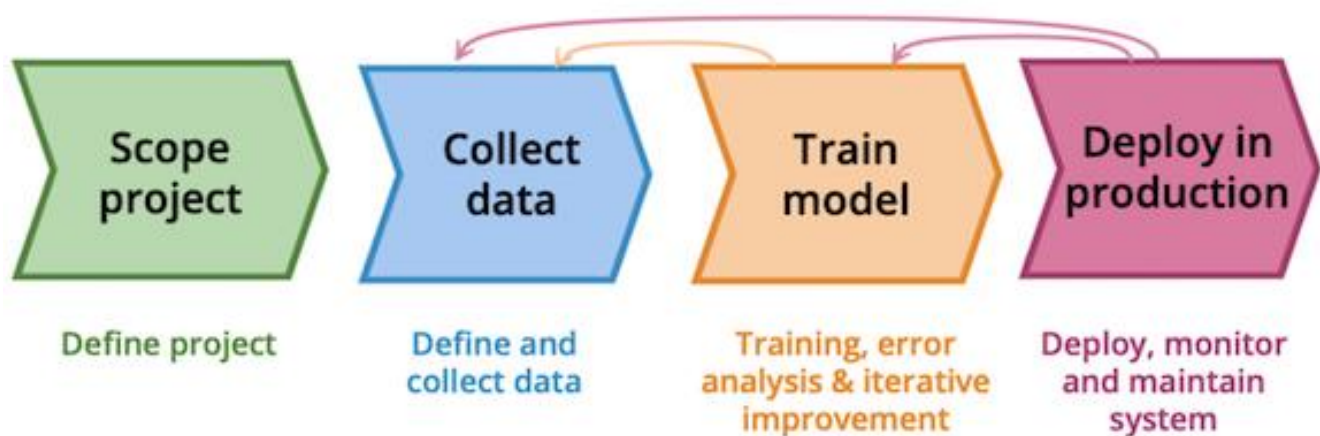 Scope
project
Collect
data
Train
model
Deploy in
production
Define project
Define and
collect data
Training, error
analysis & iterative
improvement
Deploy, monitor
and maintain
system